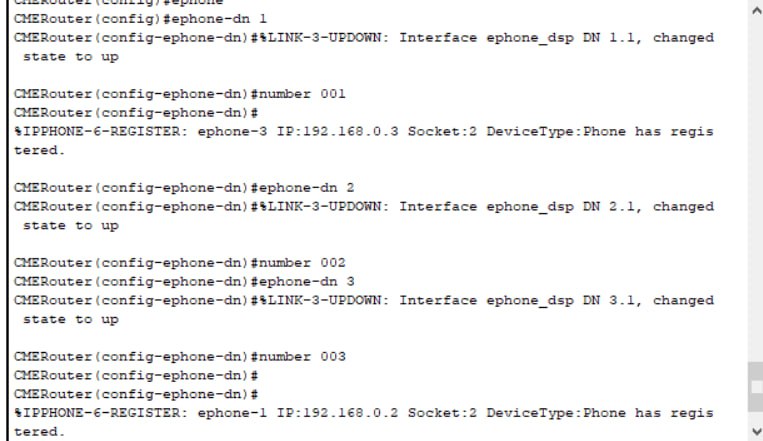 CMERouter(config)#ephone
CMERouter(config)#ephone-dn 1
CMERouter(config-ephone-dn)#%LINK-3-UPDOWN: Interface ephone_dsp DN 1.1, changed
 state to up
CMERouter(config-ephone-dn)#number 001
CMERouter(config-ephone-dn)#
%IPPHONE-6-REGISTER: ephone-3 IP:192.168.0.3 Socket:2 DeviceType:Phone has regis
tered.
CMERouter(config-ephone-dn)#ephone-dn 2
CMERouter(config-ephone-dn)#%LINK-3-UPDOWN: Interface ephone_dsp DN 2.1, changed
 state to up
CMERouter(config-ephone-dn)#number 002
CMERouter(config-ephone-dn)#ephone-dn 3
CMERouter(config-ephone-dn)#%LINK-3-UPDOWN: Interface ephone_dsp DN 3.1, changed
 state to up
CMERouter(config-ephone-dn)#number 003
CMERouter(config-ephone-dn)#
CMERouter(config-ephone-dn)#
%IPPHONE-6-REGISTER: ephone-1 IP:192.168.0.2 Socket:2 DeviceType:Phone has regis
tered.